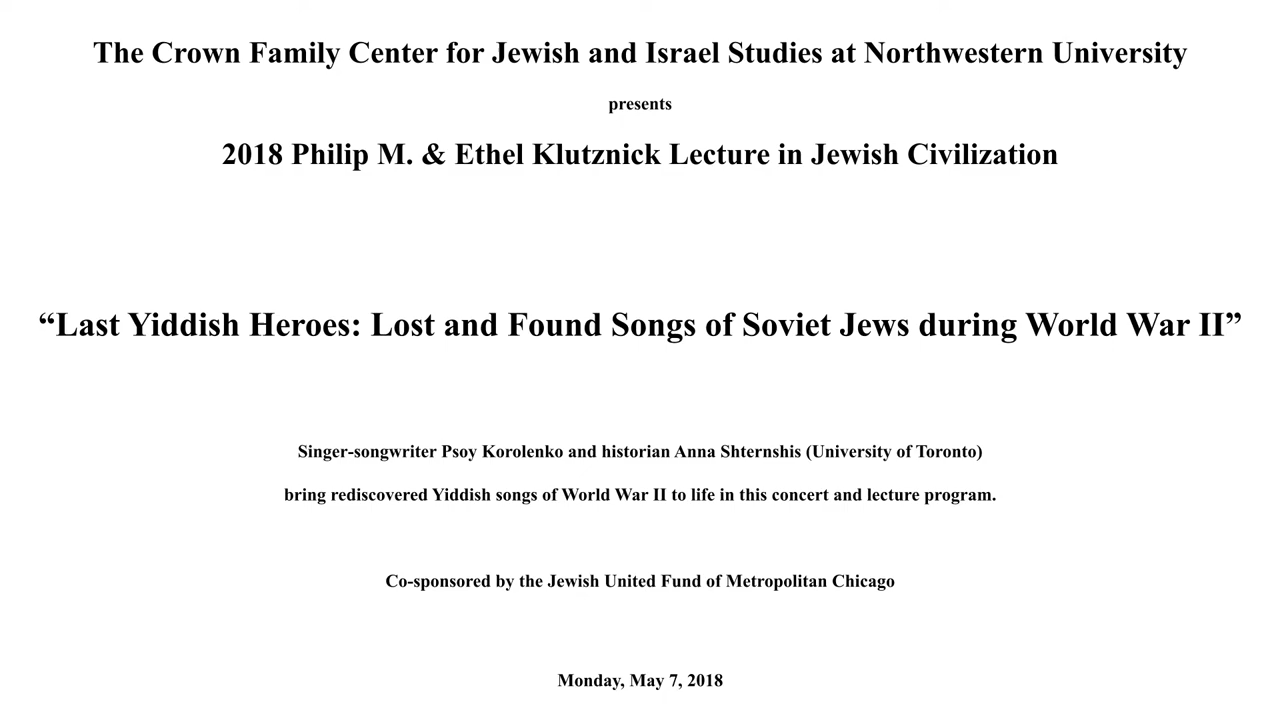 The Crown Family Center for Jewish and Israel Studies at Northwestern University
presents
2018 Philip M. & Ethel Klutznick Lecture in Jewish Civilization
“Last Yiddish Heroes: Lost and Found Songs of Soviet Jews during World War II”
Singer-songwriter Psoy Korolenko and historian Anna Shternshis (University of Toronto)
bring rediscovered Yiddish songs of World War II to life in this concert and lecture program.
Co-sponsored by the Jewish United Fund of Metropolitan Chicago
Monday, May 7, 2018